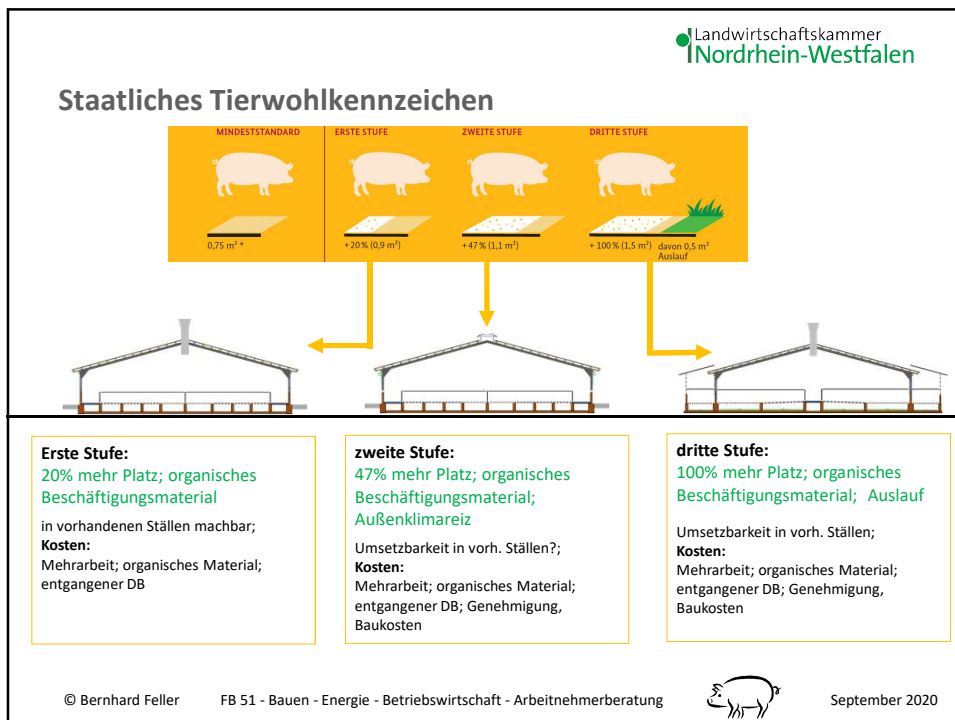 Landwirtschaftskammer
Nordrhein-Westfalen
Staatliches Tierwohlkennzeichen
MINDESTSTANDARD
ERSTE STUFE
ZWEITE STUFE
DRITTE STUFE
0,75 m² *
+ 20 % (0,9 m²)
+ 47 % (1,1 m²)
+ 100 % (1,5 m²)
davon 0,5 m²
Auslauf
Erste Stufe:
20% mehr Platz; organisches
Beschäftigungsmaterial
in vorhandenen Ställen machbar;
Kosten:
Mehrarbeit; organisches Material;
entgangener DB
zweite Stufe:
47% mehr Platz; organisches
Beschäftigungsmaterial;
Außenklimareiz
Umsetzbarkeit in vorh. Ställen?;
Kosten:
Mehrarbeit; organisches Material;
entgangener DB; Genehmigung,
Baukosten
dritte Stufe:
100% mehr Platz; organisches
Beschäftigungsmaterial; Auslauf
Umsetzbarkeit in vorh. Ställen;
Kosten:
Mehrarbeit; organisches Material;
entgangener DB; Genehmigung,
Baukosten
© Bernhard Feller FB 51 - Bauen - Energie - Betriebswirtschaft - Arbeitnehmerberatung September 2020